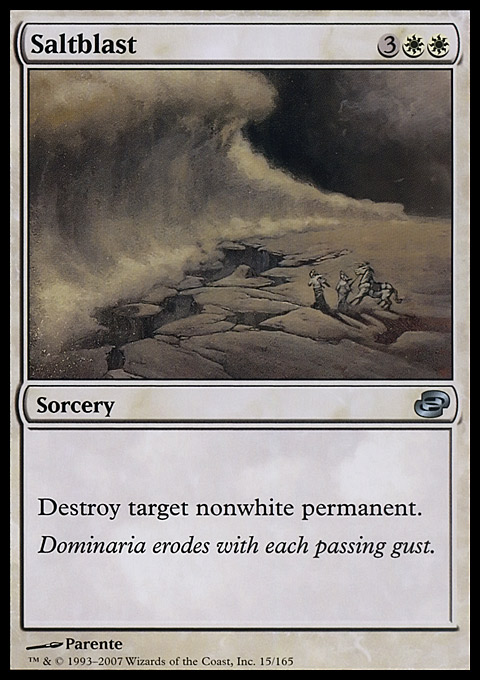 Saltblast 3
Sorcery
Destroy target nonwhite permanent.
Dominaria erodes with each passing gust.
Parente
™ & © 1993–2007 Wizards of the Coast, Inc. 15/165